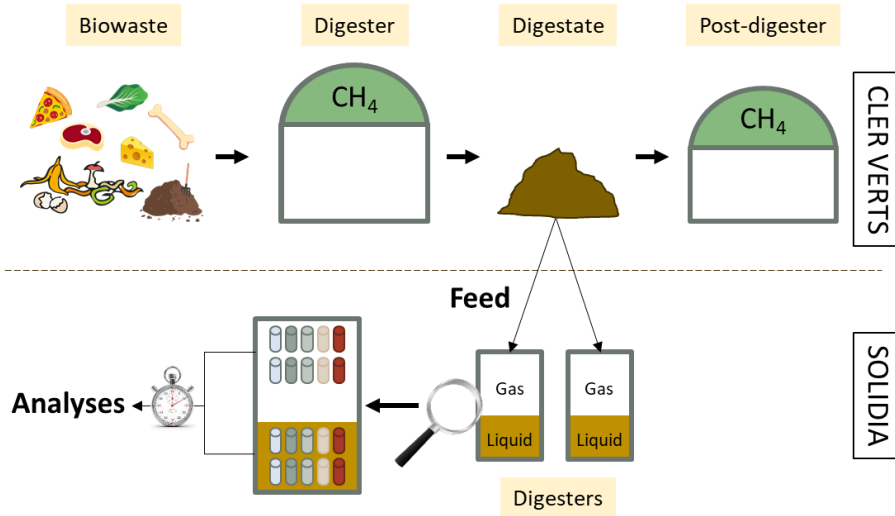 Biowaste
Digester
Digestate
Post-digester
CH4
CH4
CLER VERTS
Feed
Gas
Gas
Analyses
Liquid
Liquid
SOLIDIA
Digesters